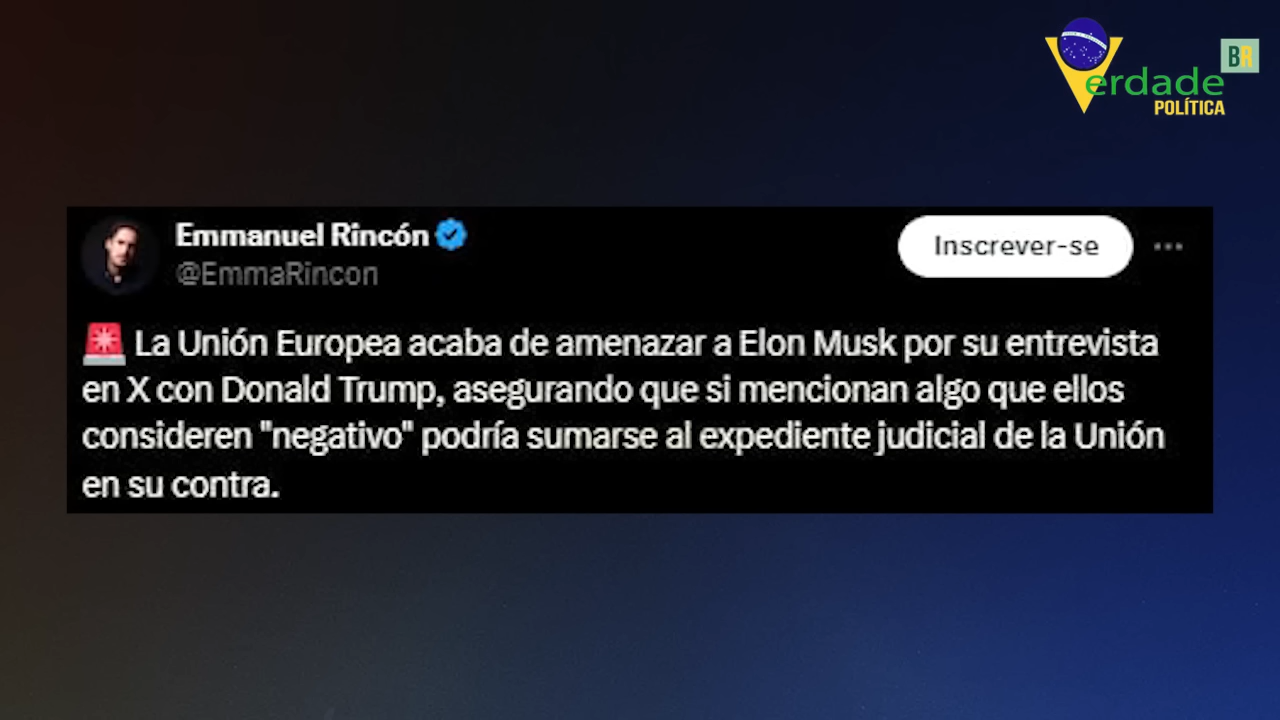 Verdade
POLÍTICA
BR
Emmanuel Rincón
@EmmaRincon
Inscrever-se
La Unión Europea acaba de amenazar a Elon Musk por su entrevista
en X con Donald Trump, asegurando que si mencionan algo que ellos
consideren "negativo" podría sumarse al expediente judicial de la Unión
en su contra.